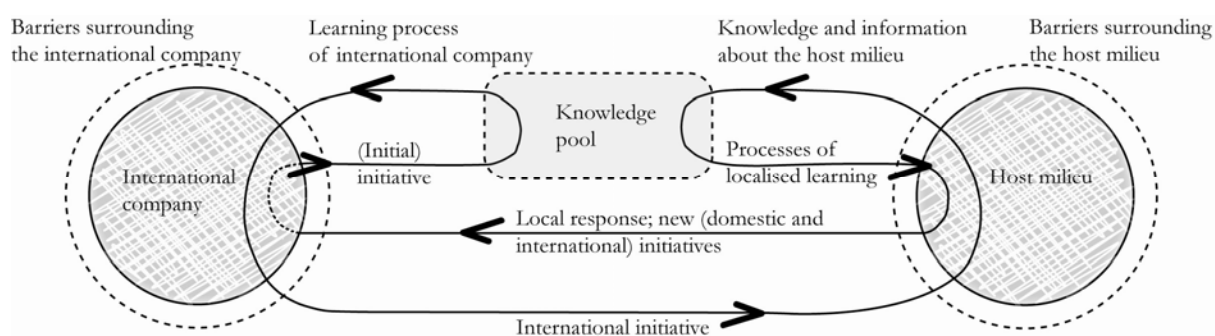 Barriers surrounding
the international company
Learning process
of international company
Knowledge and information
about the host milieu
Barriers surrounding
the host milieu
Knowledge
pool
(Initial)
initiative
Processes of
localised learning
International
company
Host milieu
Local response; new (domestic and
international) initiatives
International initiative